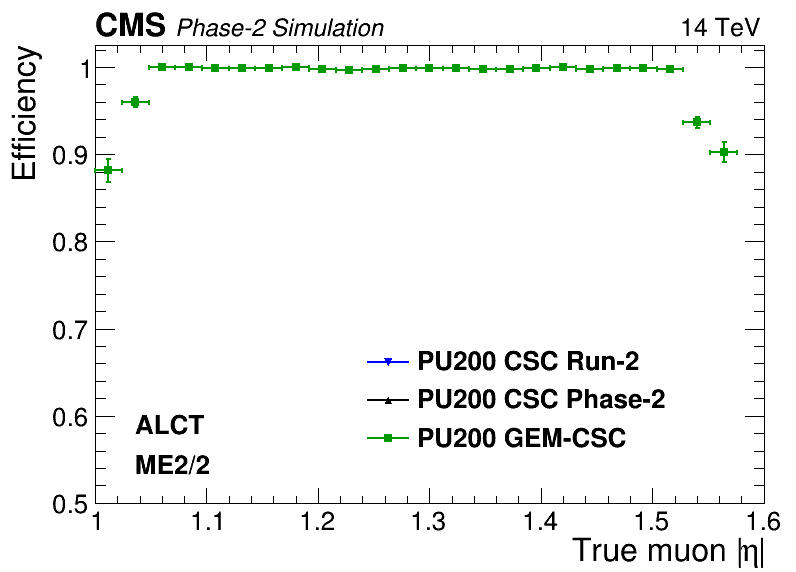 CMS Phase-2 Simulation 14 TeV
Efficiency
1
0.9
0.8
0.7
0.6
0.5
PU200 CSC Run-2
PU200 CSC Phase-2
PU200 GEM-CSC
ALCT
ME2/2
1 1.1 1.2 1.3 1.4 1.5 1.6
True muon |η|